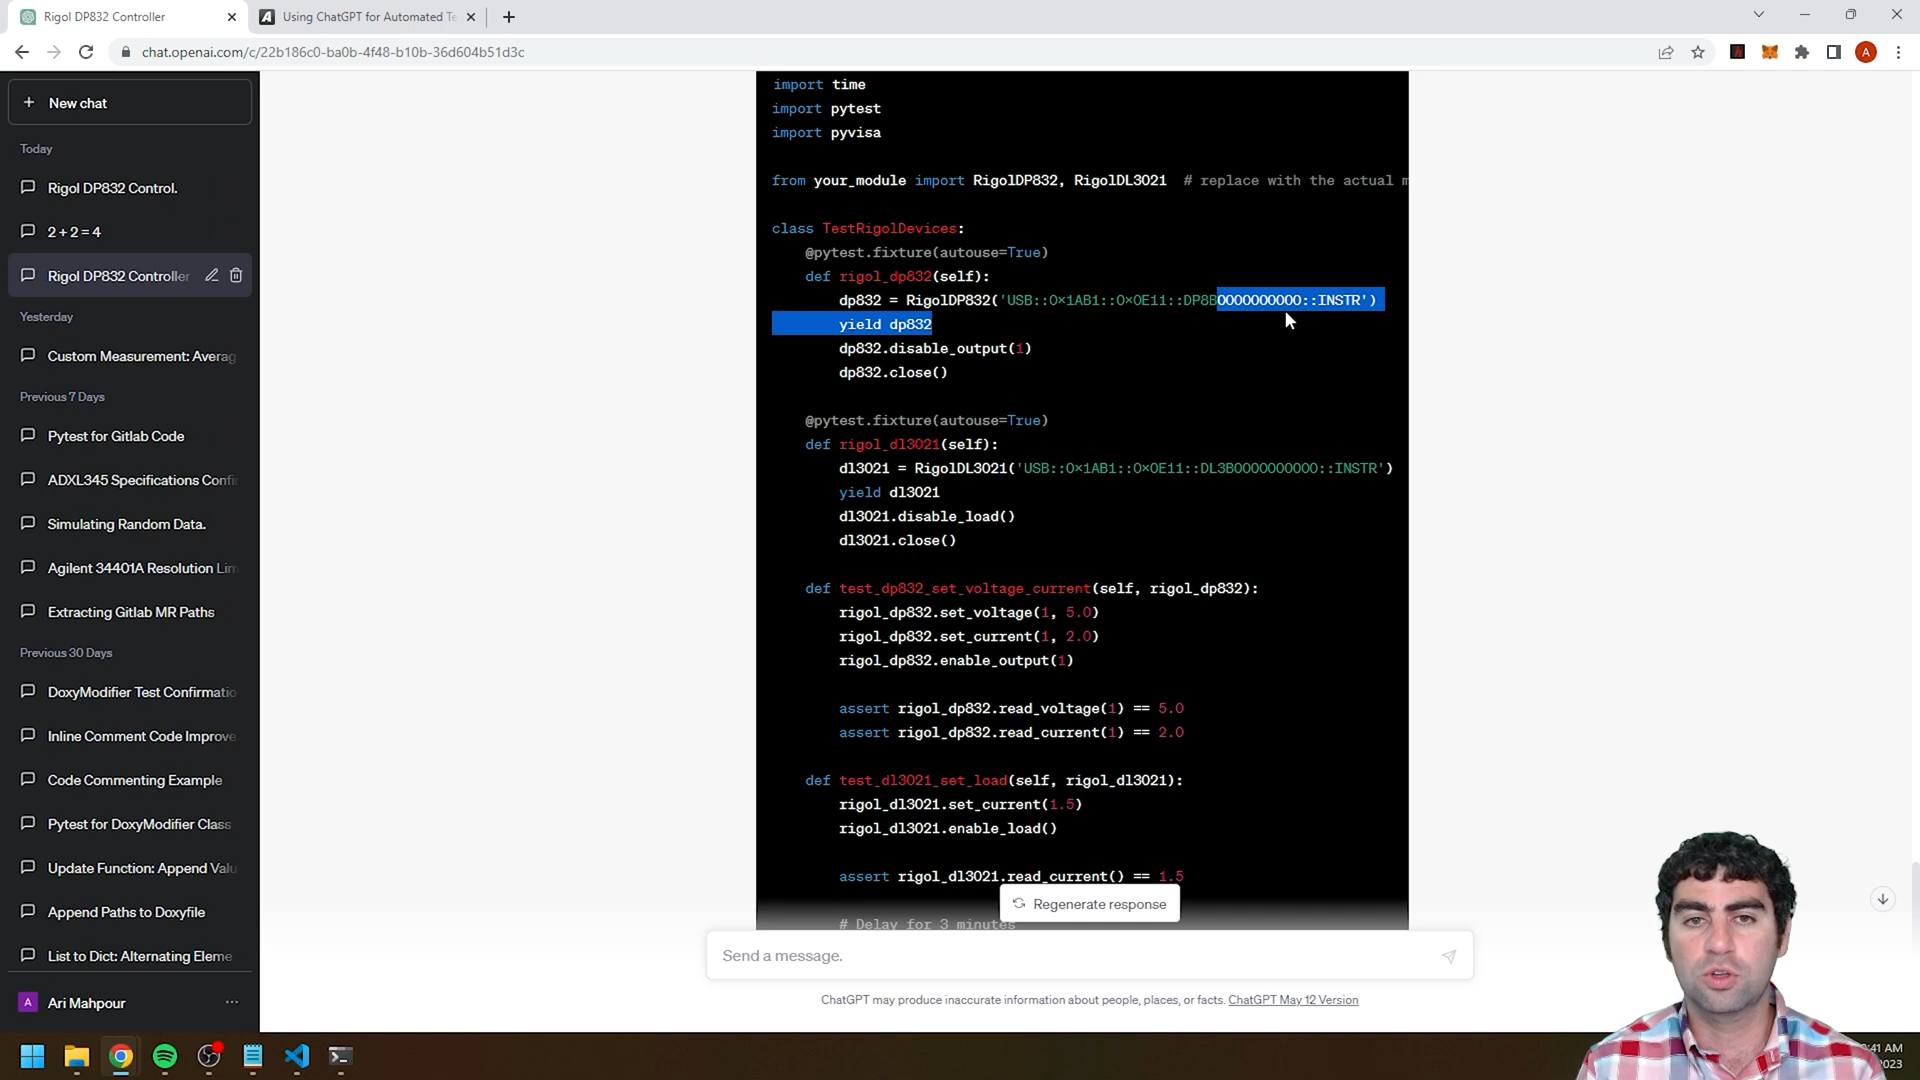 Rigol DP832 Controller
Using ChatGPT for Automated Te
chat.openai.com/c/22b186c0-ba0b-4f48-b10b-36d604b51d3c
A
New chat
Today
Rigol DP832 Control.
2 + 2 = 4
Rigol DP832 Controller
Yesterday
Custom Measurement: Averag
Previous 7 Days
Pytest for Gitlab Code
ADXL345 Specifications Confi
Simulating Random Data.
Agilent 34401A Resolution Lim
Extracting Gitlab MR Paths
Previous 30 Days
DoxyModifier Test Confirmatio
Inline Comment Code Improve
Code Commenting Example
Pytest for DoxyModifier Class
Update Function: Append Valu
Append Paths to Doxyfile
List to Dict: Alternating Eleme
A
Ari Mahpour
import time
import pytest
import pyvisa
from your_module import RigolDP832, RigolDL3021 # replace with the actual m
class TestRigolDevices:
@pytest.fixture(autouse=True)
def rigol_dp832(self):
dp832 = RigolDP832('USB::0x1AB1::0x0E11::DP8B0000000000::INSTR')
yield dp832
dp832.disable_output(1)
dp832.close()
@pytest.fixture(autouse=True)
def rigol_dl3021(self):
dl3021 = RigolDL3021('USB::0x1AB1::0x0E11::DL3B0000000000::INSTR')
yield dl3021
dl3021.disable_load()
dl3021.close()
def test_dp832_set_voltage_current(self, rigol_dp832):
rigol_dp832.set_voltage(1, 5.0)
rigol_dp832.set_current(1, 2.0)
rigol_dp832.enable_output(1)
assert rigol_dp832.read_voltage(1) == 5.0
assert rigol_dp832.read_current(1) == 2.0
def test_dl3021_set_load(self, rigol_dl3021):
rigol_dl3021.set_current(1.5)
rigol_dl3021.enable_load()
assert rigol_dl3021.read_current() == 1.5
# Delay for 3 minutes
Regenerate response
Send a message.
ChatGPT may produce inaccurate information about people, places, or facts. ChatGPT May 12 Version
:41 AM
2023